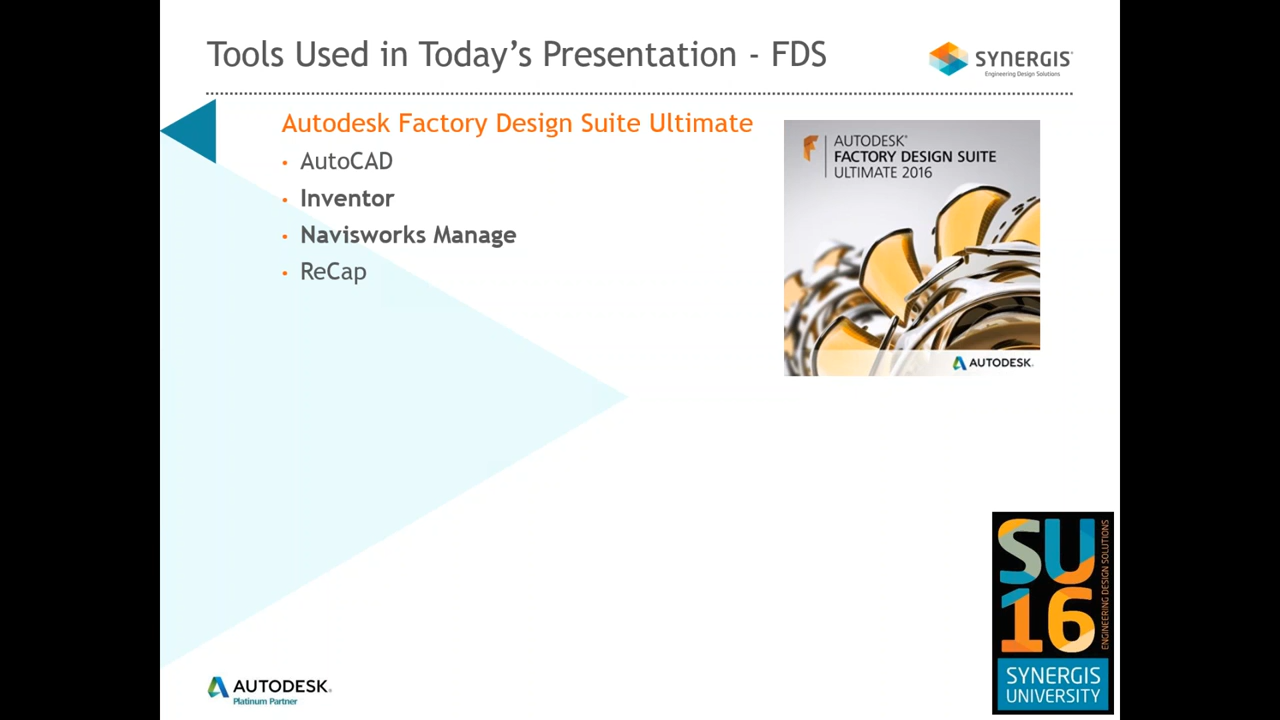 Tools Used in Today's Presentation - FDS
SYNERGIS
Engineering Design Solutions
Autodesk Factory Design Suite Ultimate
• AutoCAD
• Inventor
• Navisworks Manage
• ReCap
AUTODESK®
FACTORY DESIGN SUITE
ULTIMATE 2016
AUTODESK.
SU
16
ENGINEERING DESIGN SOLUTIONS
SYNERGIS
UNIVERSITY
AUTODESK.
Platinum Partner